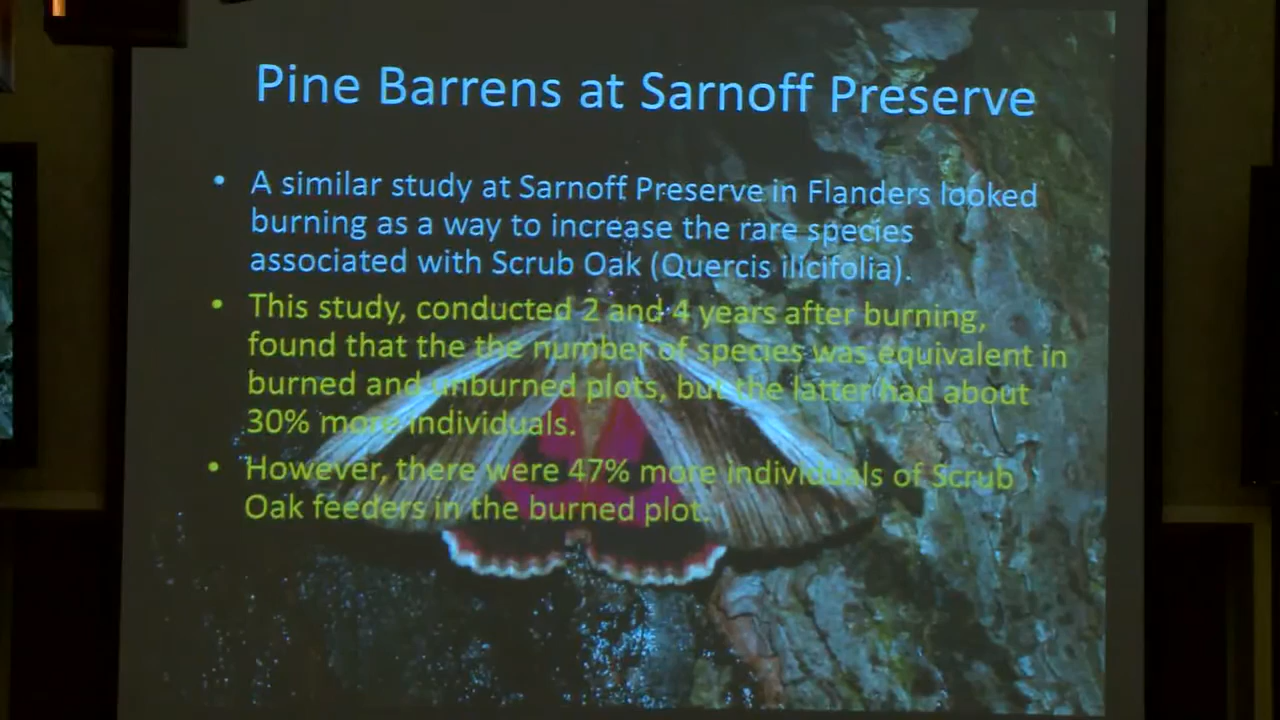 Pine Barrens at Sarnoff Preserve
• A similar study at Sarnoff Preserve in Flanders looked
burning as a way to increase the rare species
associated with Scrub Oak (Quercis ilicifolia).
• This study, conducted 2 and 4 years after burning,
found that the the number of species was equivalent in
burned and unburned plots, but the latter had about
30% more individuals.
• However, there were 47% more individuals of Scrub
Oak feeders in the burned plot.